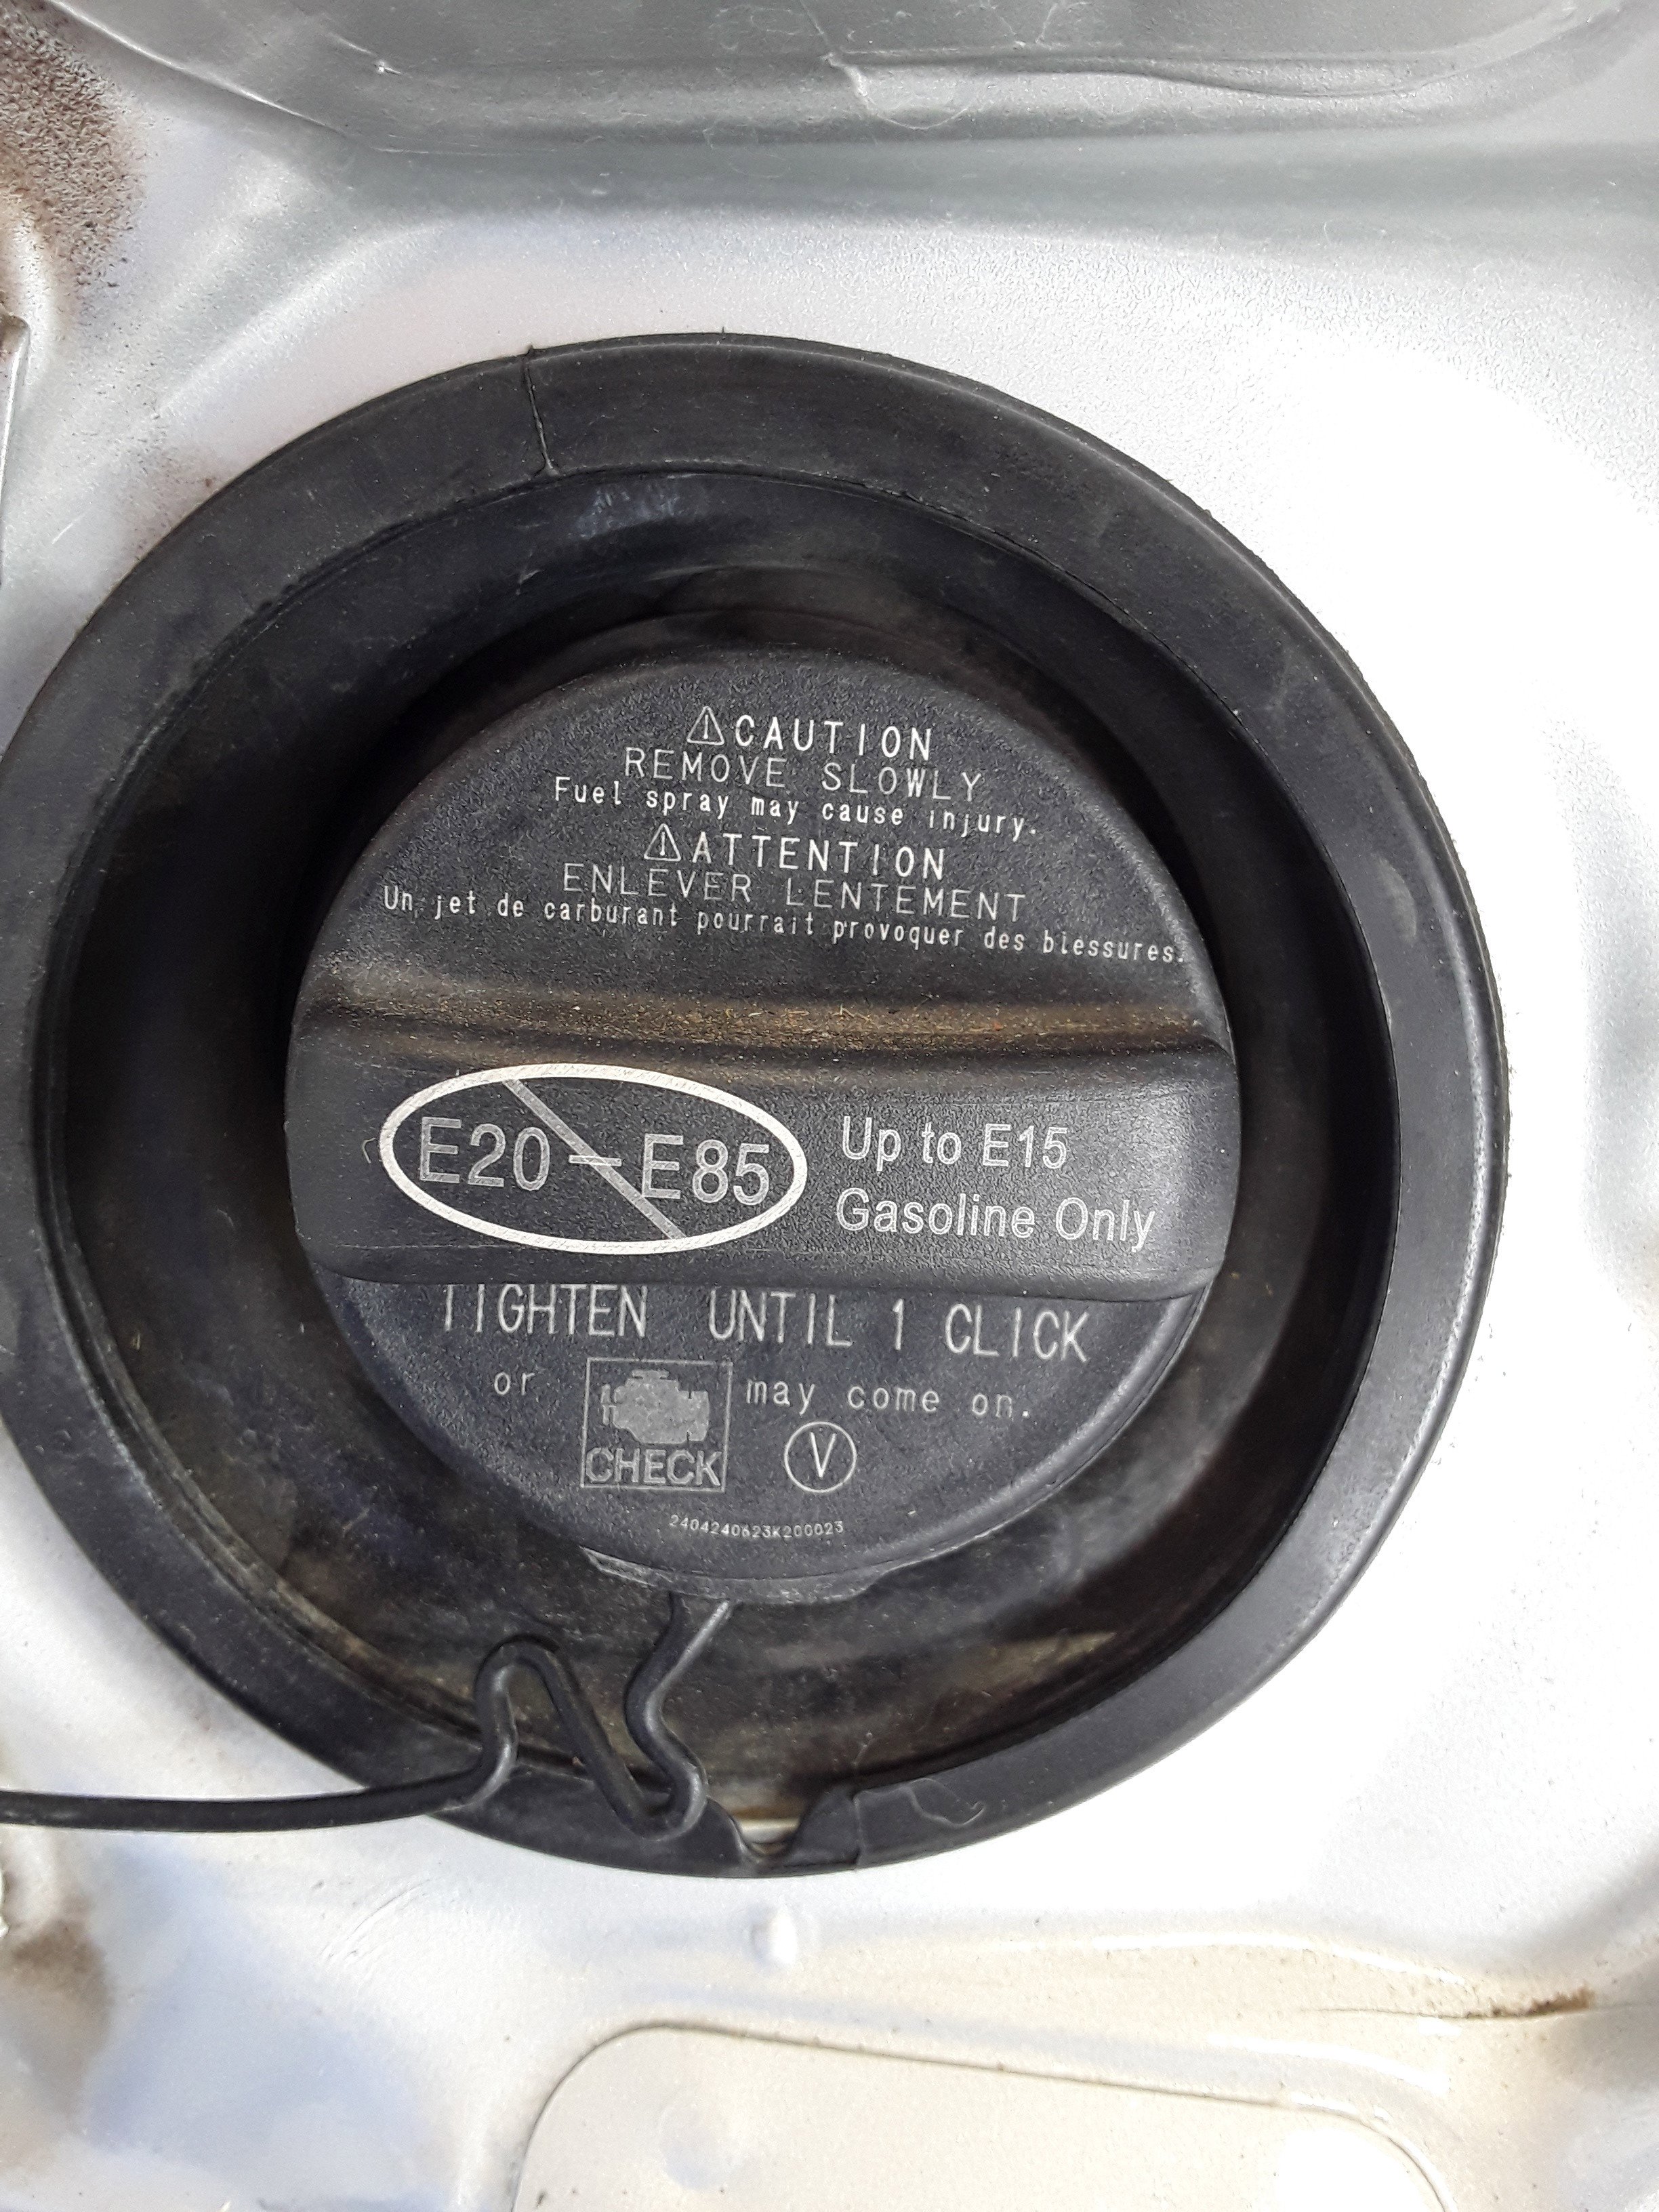 ⚠CAUTION
REMOVE SLOWLY
Fuel spray may cause injury.
⚠ATTENTION
ENLEVER LENTEMENT
Un jet de carburant pourrait provoquer des blessures.
E20-E85
Up to E15
Gasoline Only
TIGHTEN UNTIL 1 CLICK
or CHECK may come on.
V
2404240623K200023